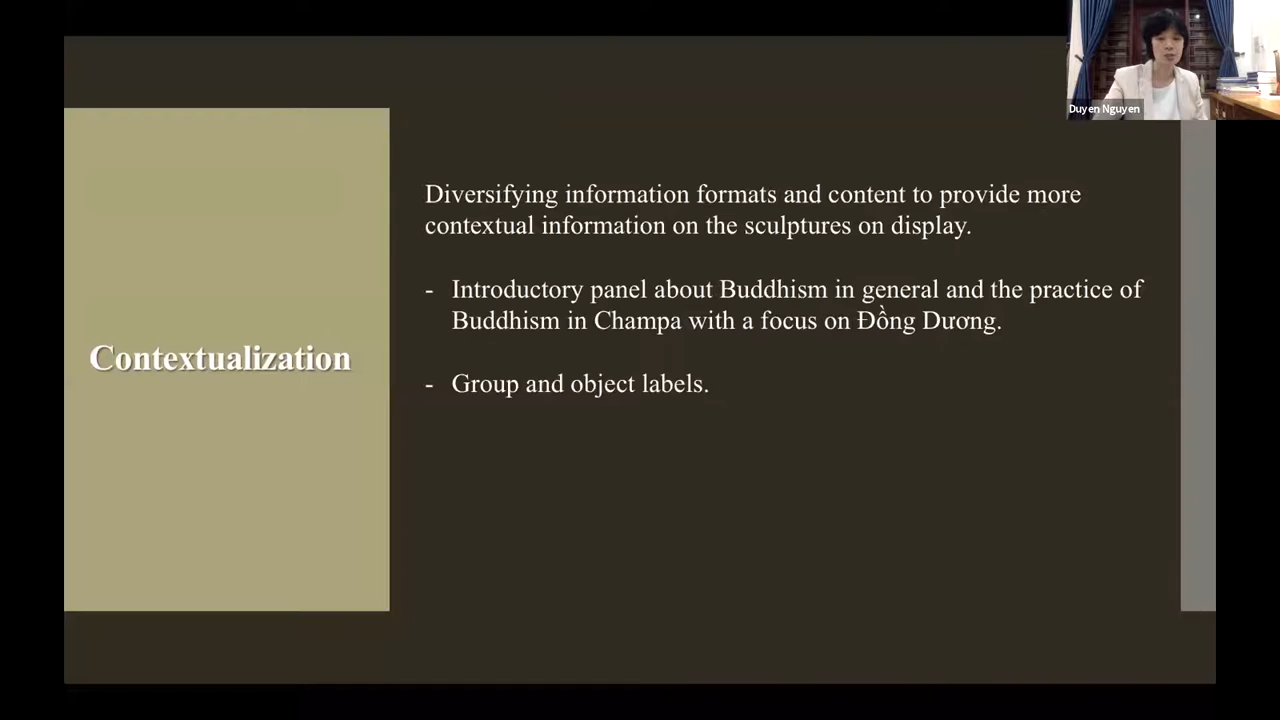 Duyen Nguyen
Contextualization
Diversifying information formats and content to provide more
contextual information on the sculptures on display.
- Introductory panel about Buddhism in general and the practice of
Buddhism in Champa with a focus on Đồng Dương.
- Group and object labels.